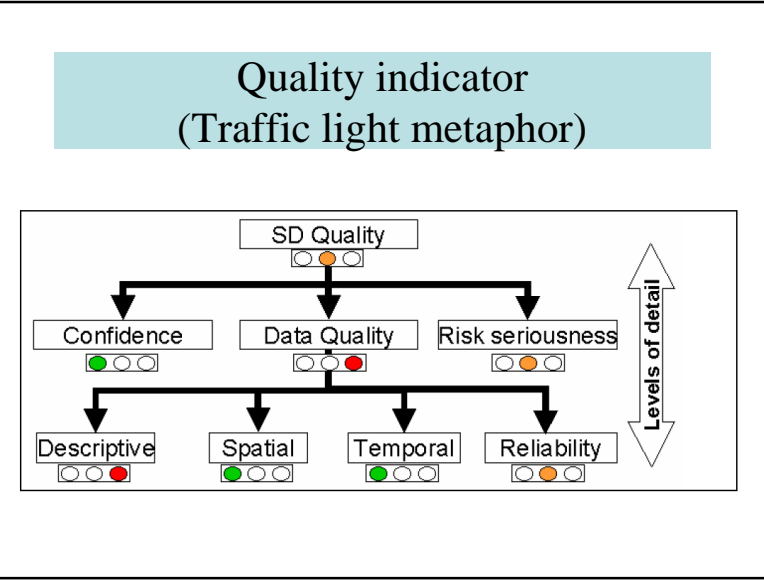 Quality indicator
(Traffic light metaphor)
SD Quality
Confidence
Data Quality
Risk seriousness
Descriptive
Spatial
Temporal
Reliability
Levels of detail